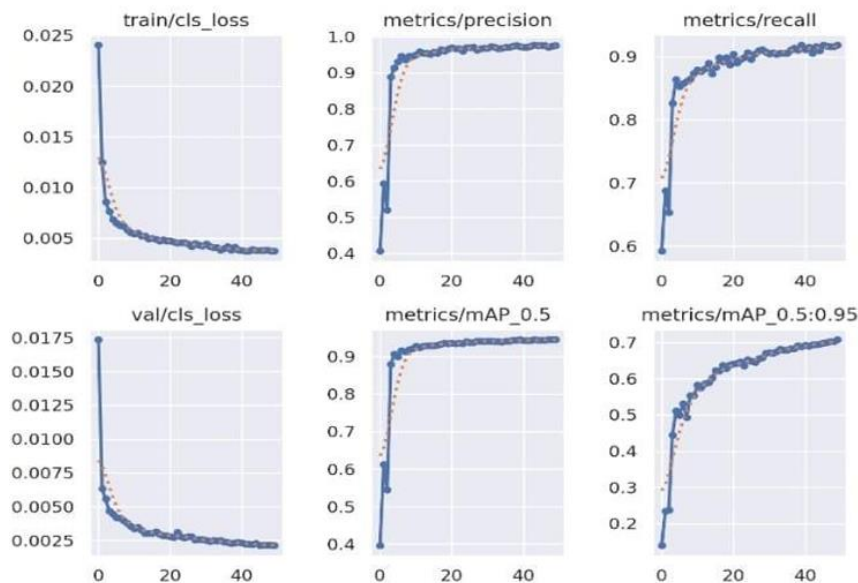 train/cls_loss
0.025
0.020
0.015
0.010
0.005
0 20 40
metrics/precision
1.0
0.9
0.8
0.7
0.6
0.5
0.4
0 20 40
metrics/recall
0.9
0.8
0.7
0.6
0 20 40
val/cls_loss
0.0175
0.0150
0.0125
0.0100
0.0075
0.0050
0.0025
0 20 40
metrics/mAP_0.5
0.9
0.8
0.7
0.6
0.5
0.4
0 20 40
metrics/mAP_0.5:0.95
0.7
0.6
0.5
0.4
0.3
0.2
0 20 40